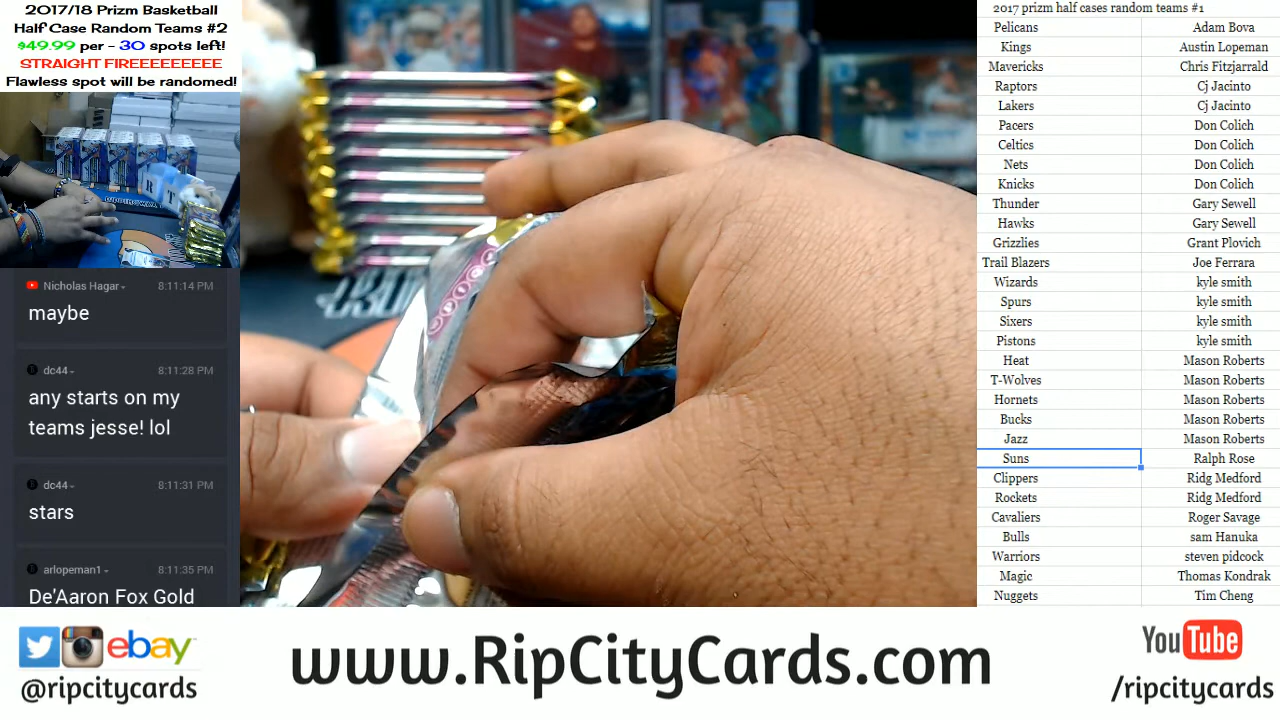 2017/18 Prizm Basketball
Half Case Random Teams #2
$49.99 per - 30 spots left!
STRAIGHT FIREEEEEEEEE
Flawless spot will be randomed!
Nicholas Hagar
8:11:14 PM
maybe
dc44
8:11:28 PM
any starts on my
teams jesse! lol
dc44
8:11:31 PM
stars
arlopeman1
8:11:35 PM
De'Aaron Fox Gold
2017 prizm half cases random teams #1
Pelicans Adam Bova
Kings Austin Lopeman
Mavericks Chris Fitzjarrald
Raptors Cj Jacinto
Lakers Cj Jacinto
Pacers Don Colich
Celtics Don Colich
Nets Don Colich
Knicks Don Colich
Thunder Gary Sewell
Hawks Gary Sewell
Grizzlies Grant Plovich
Trail Blazers Joe Ferrara
Wizards kyle smith
Spurs kyle smith
Sixers kyle smith
Pistons kyle smith
Heat Mason Roberts
T-Wolves Mason Roberts
Hornets Mason Roberts
Bucks Mason Roberts
Jazz Mason Roberts
Suns Ralph Rose
Clippers Ridg Medford
Rockets Ridg Medford
Cavaliers Roger Savage
Bulls sam Hanuka
Warriors steven pidcock
Magic Thomas Kondrak
Nuggets Tim Cheng
ebay
@ripcitycards
www.RipCityCards.com
YouTube
/ripcitycards